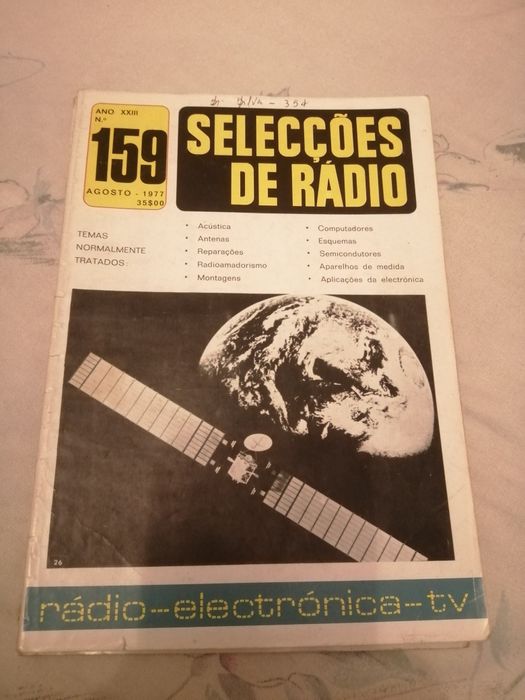 354
ANO XXIII
N.º
159
AGOSTO - 1977
35$00
SELECÇÕES
DE RÁDIO
TEMAS
NORMALMENTE
TRATADOS:
• Acústica
• Antenas
• Reparações
• Radioamadorismo
• Montagens
• Computadores
• Esquemas
• Semicondutores
• Aparelhos de medida
• Aplicações da electrónica
26
rádio-electrónica-tv